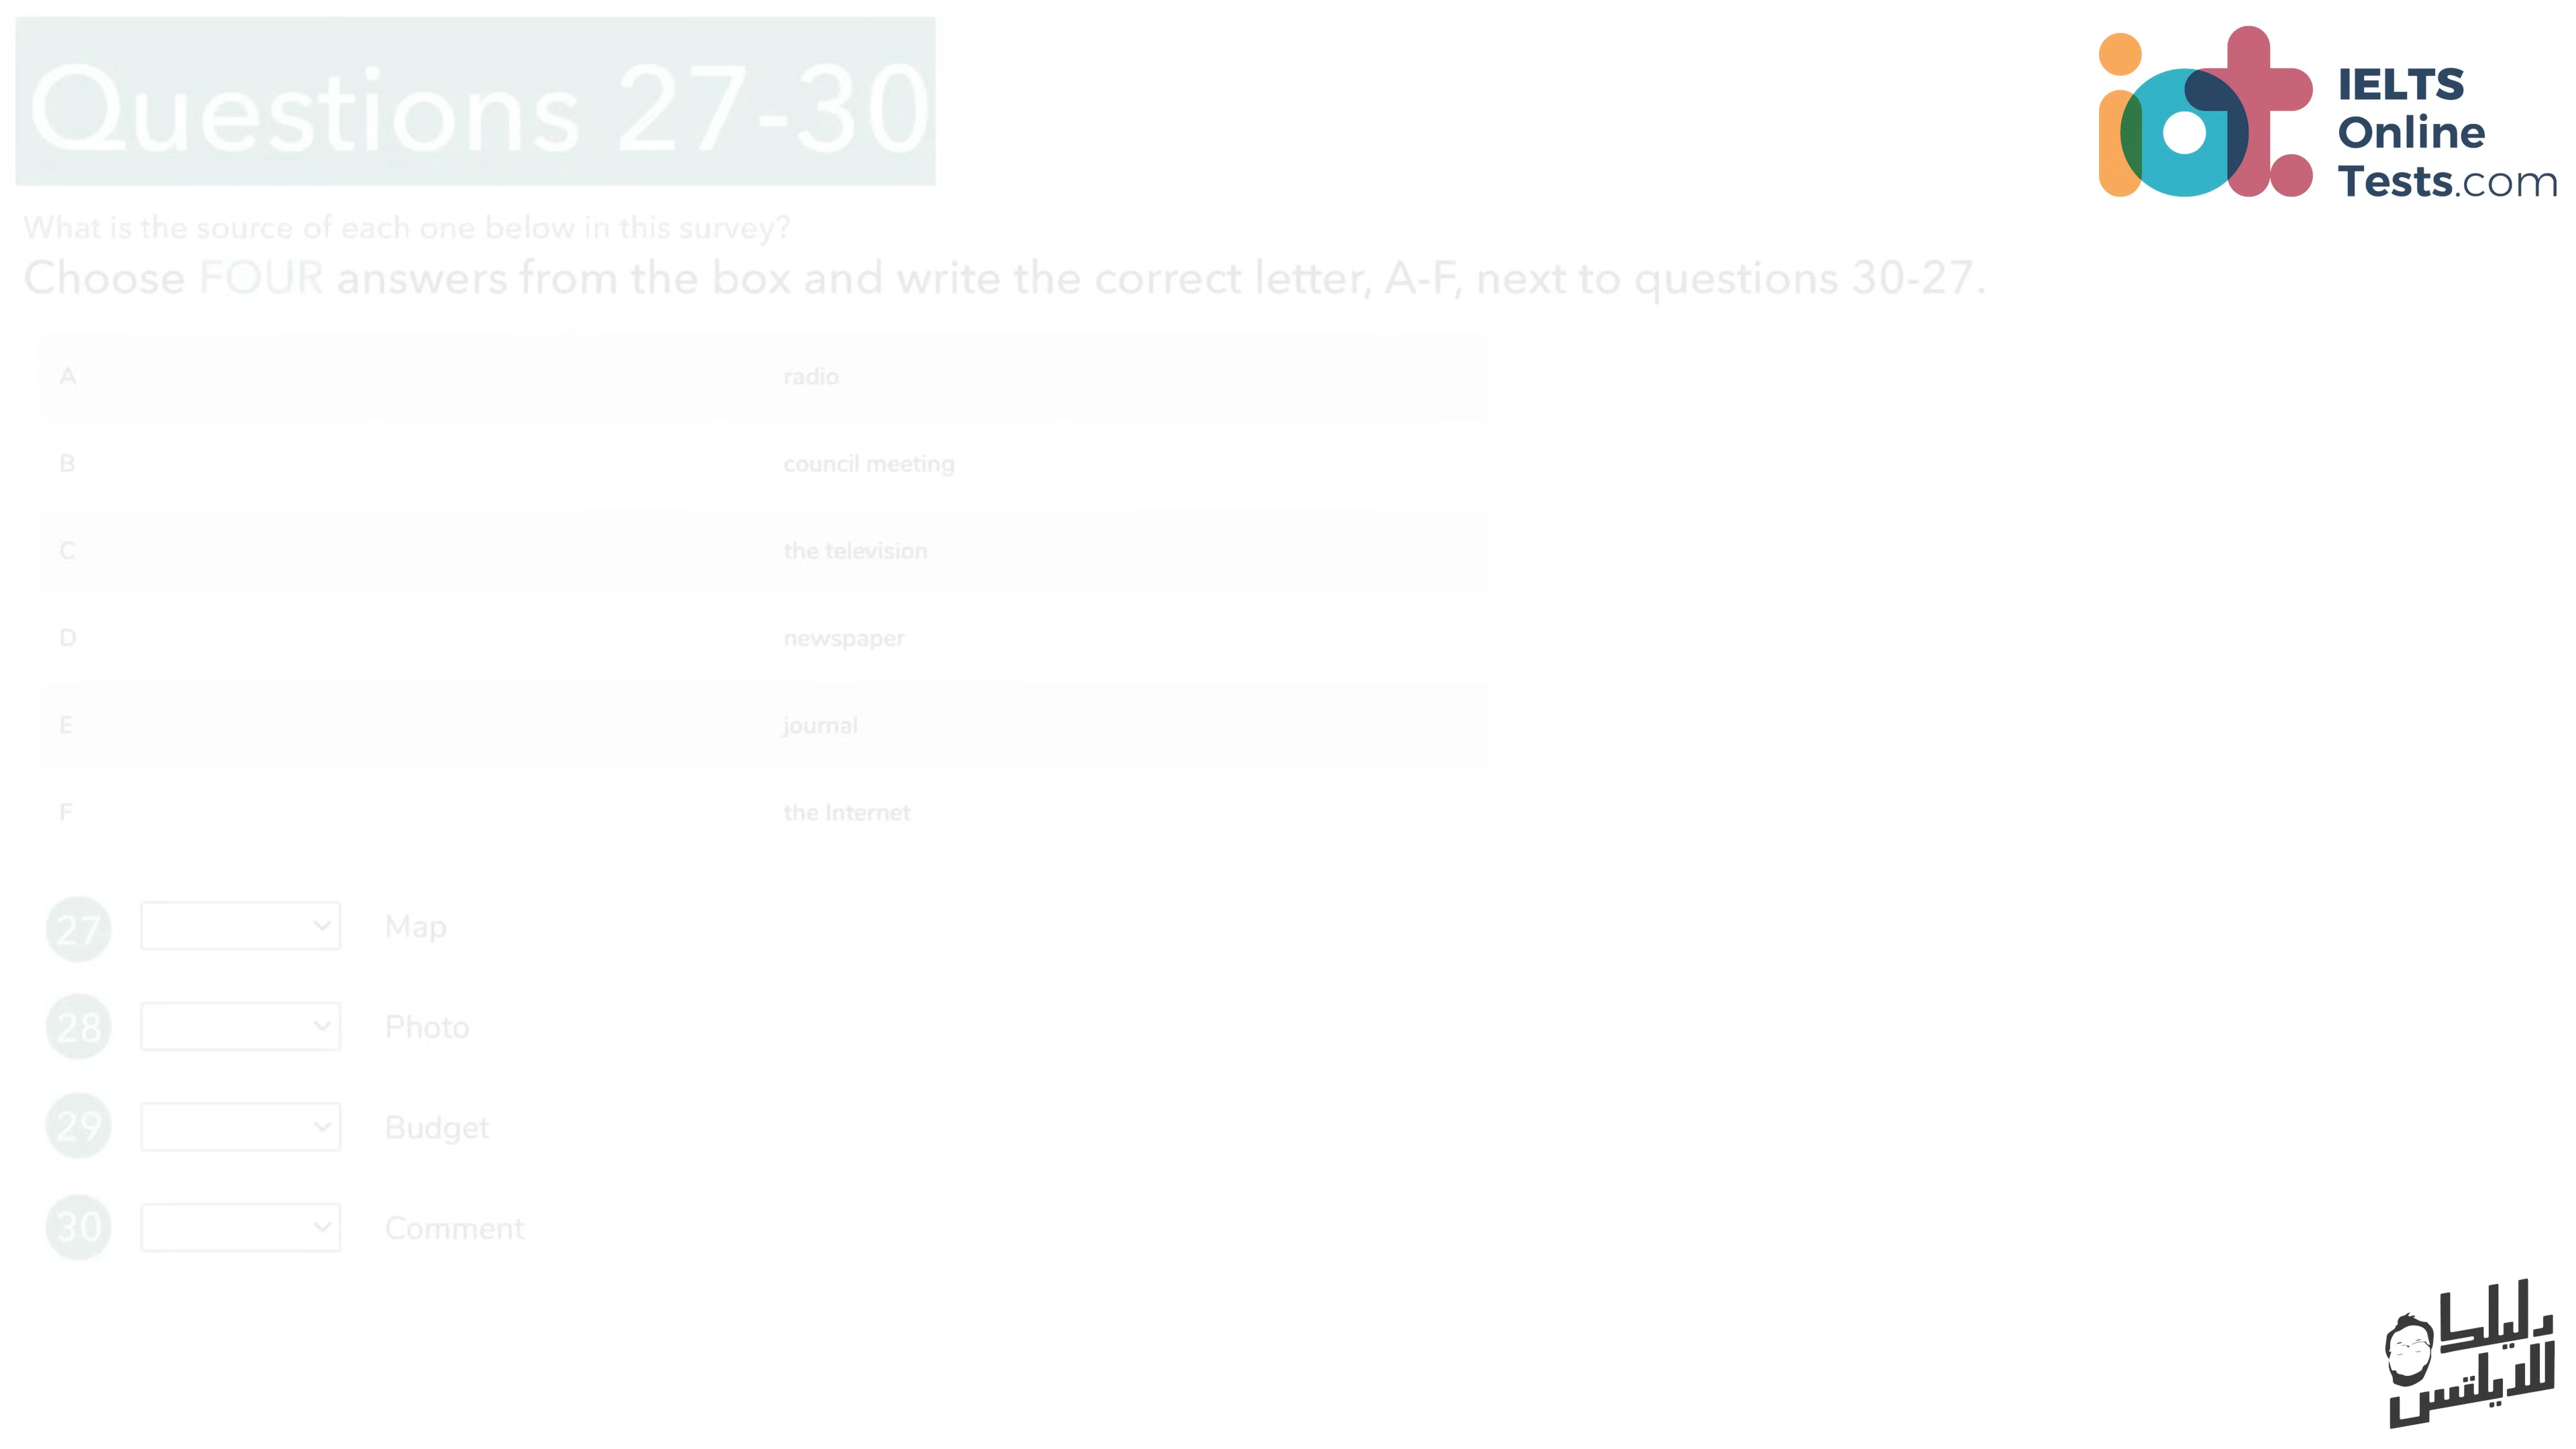 Questions 27-30
IELTS
Online
Tests.com
What is the source of each one below in this survey?
Choose FOUR answers from the box and write the correct letter, A-F, next to questions 30-27.
A radio
B council meeting
C the television
D newspaper
E journal
F the Internet
27 Map
28 Photo
29 Budget
30 Comment
دليلك
للايلتس